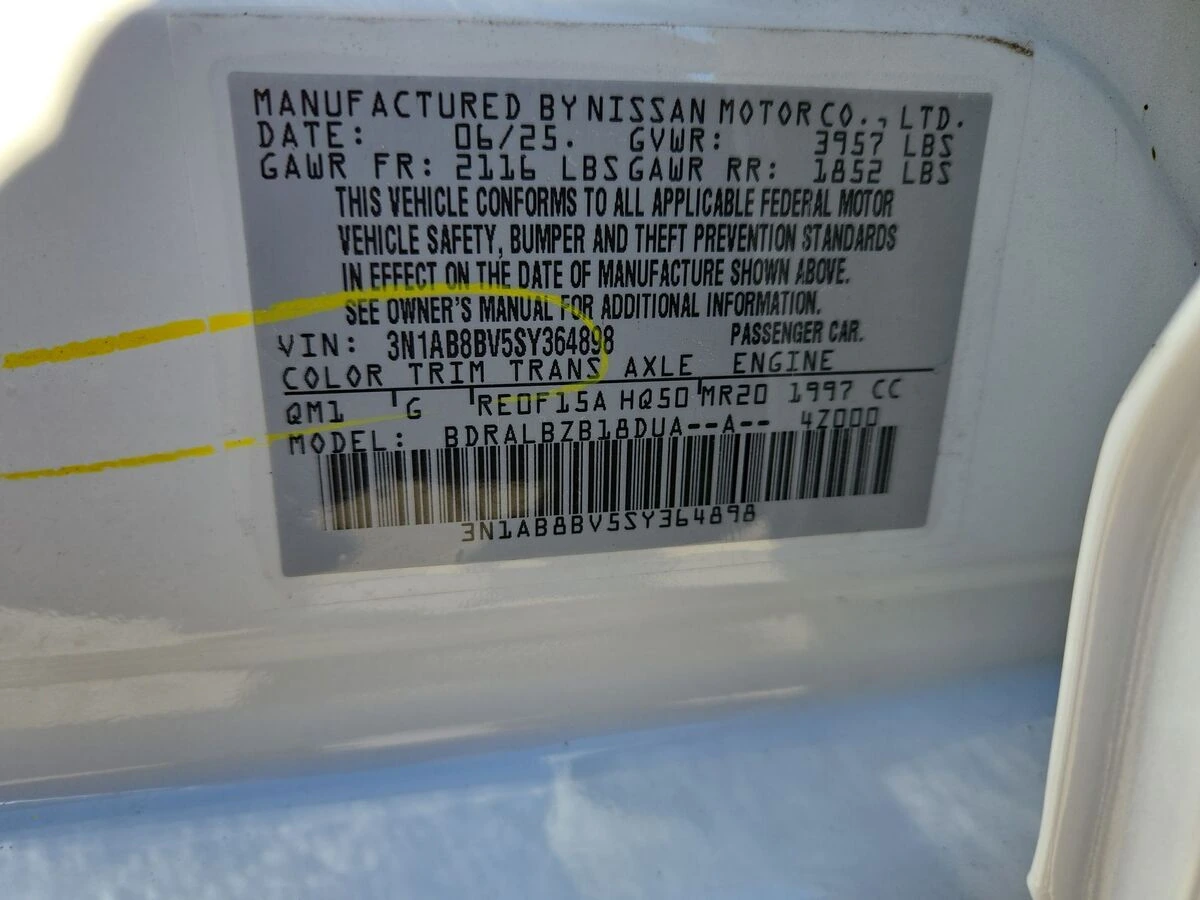 MANUFACTURED BY NISSAN MOTOR CO., LTD.
DATE: 06/25. GVWR: 3957 LBS
GAWR FR: 2116 LBS GAWR RR: 1852 LBS
THIS VEHICLE CONFORMS TO ALL APPLICABLE FEDERAL MOTOR
VEHICLE SAFETY, BUMPER AND THEFT PREVENTION STANDARDS
IN EFFECT ON THE DATE OF MANUFACTURE SHOWN ABOVE.
SEE OWNER'S MANUAL FOR ADDITIONAL INFORMATION.
VIN: 3N1AB8BV5SY364898 PASSENGER CAR.
COLOR TRIM TRANS AXLE ENGINE
QM1 G RE0F15A HQ50 MR20 1997 CC
MODEL: BDRALBZB18DUA--A-- 4Z000
3N1AB8BV5SY364898